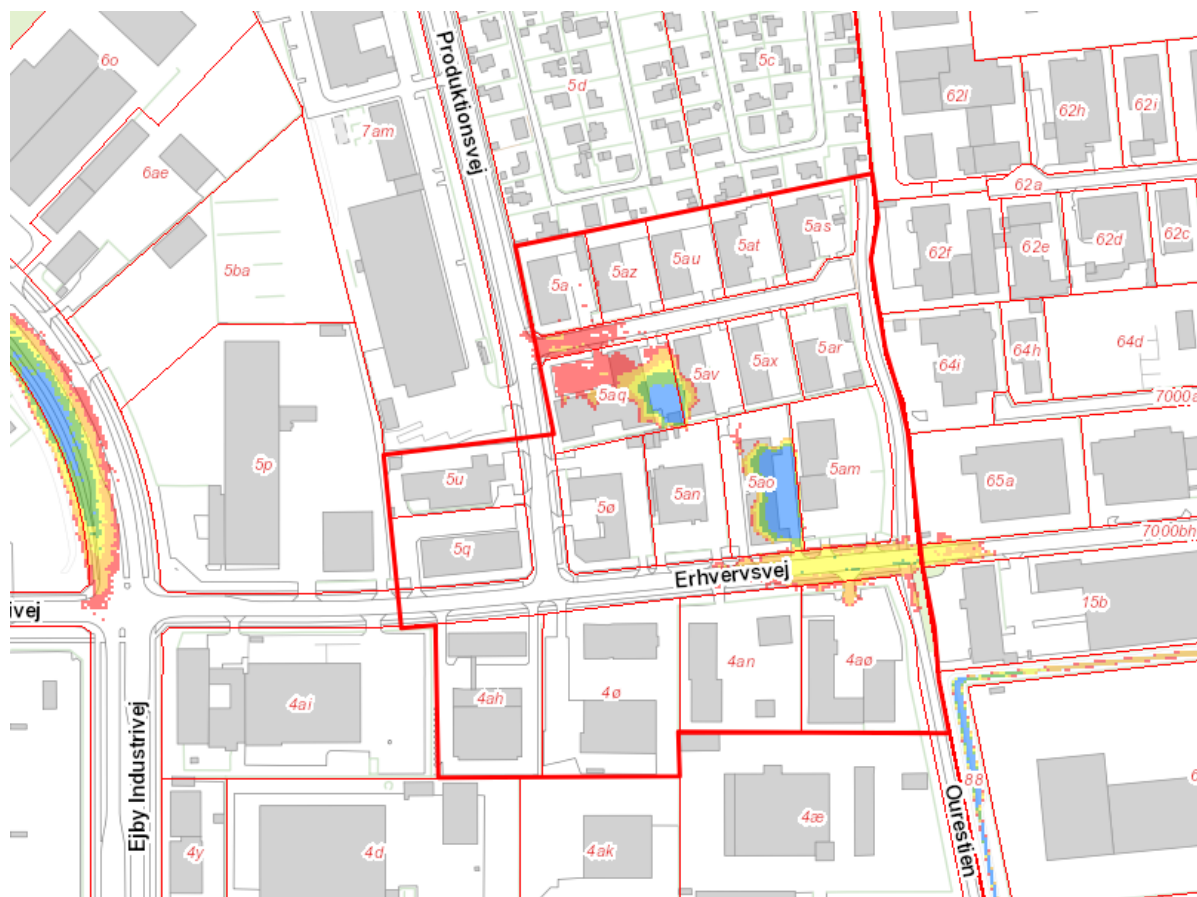 6o
5d
5c
62l
62h
62i
7am
Produktionsvej
6ae
62a
5ba
5a
5az
5au
5at
5as
62f
62e
62d
62c
5aq
5av
5ax
5ar
64i
64h
64d
7000a
5p
5u
5ø
5an
5ao
5am
65a
5q
7000bh
Erhvervsvej
ivej
15b
4ai
4ah
4ø
4an
4aø
Ejby Industrivej
88
6
Ourestien
4y
4d
4ak
4æ